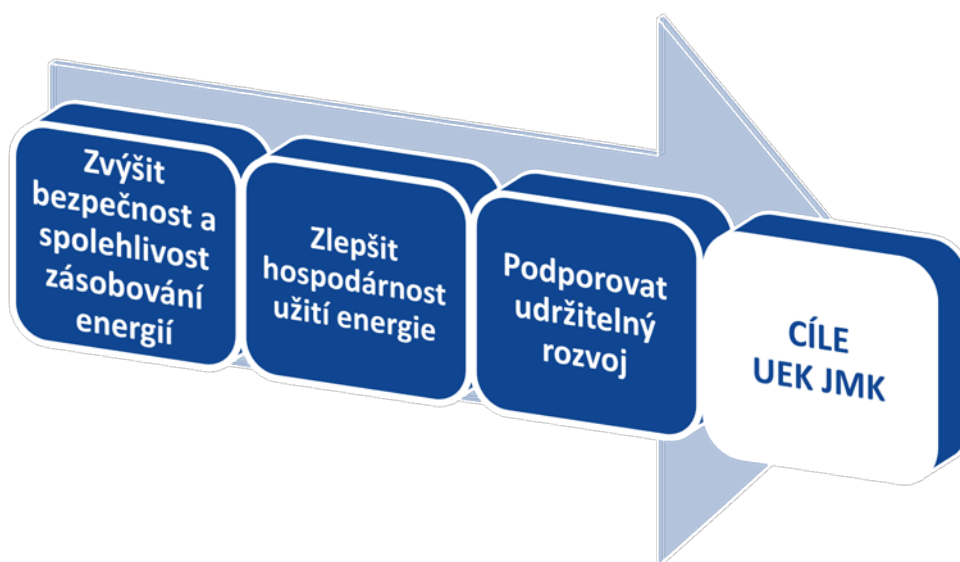 Zvýšit
bezpečnost a
spolehlivost
zásobování
energií
Zlepšit
hospodárnost
užití energie
Podporovat
udržitelný
rozvoj
CÍLE
UEK JMK